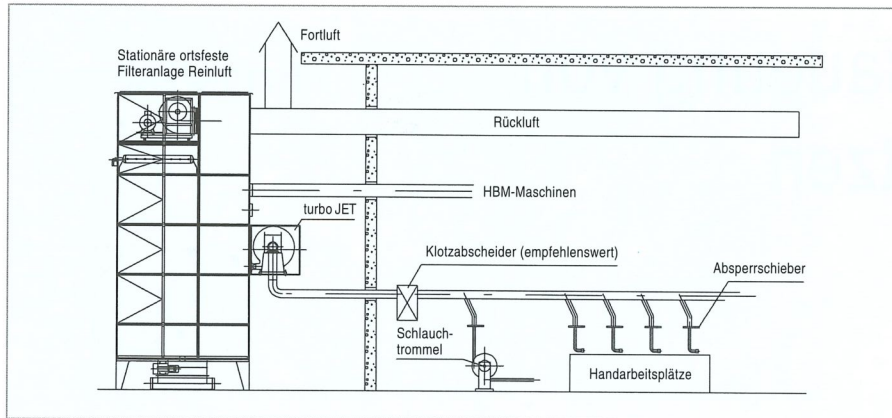 Fortluft
Stationäre ortsfeste
Filteranlage Reinluft
Rückluft
HBM-Maschinen
turbo JET
Klotzabscheider (empfehlenswert)
Absperrschieber
Schlauch-
trommel
Handarbeitsplätze